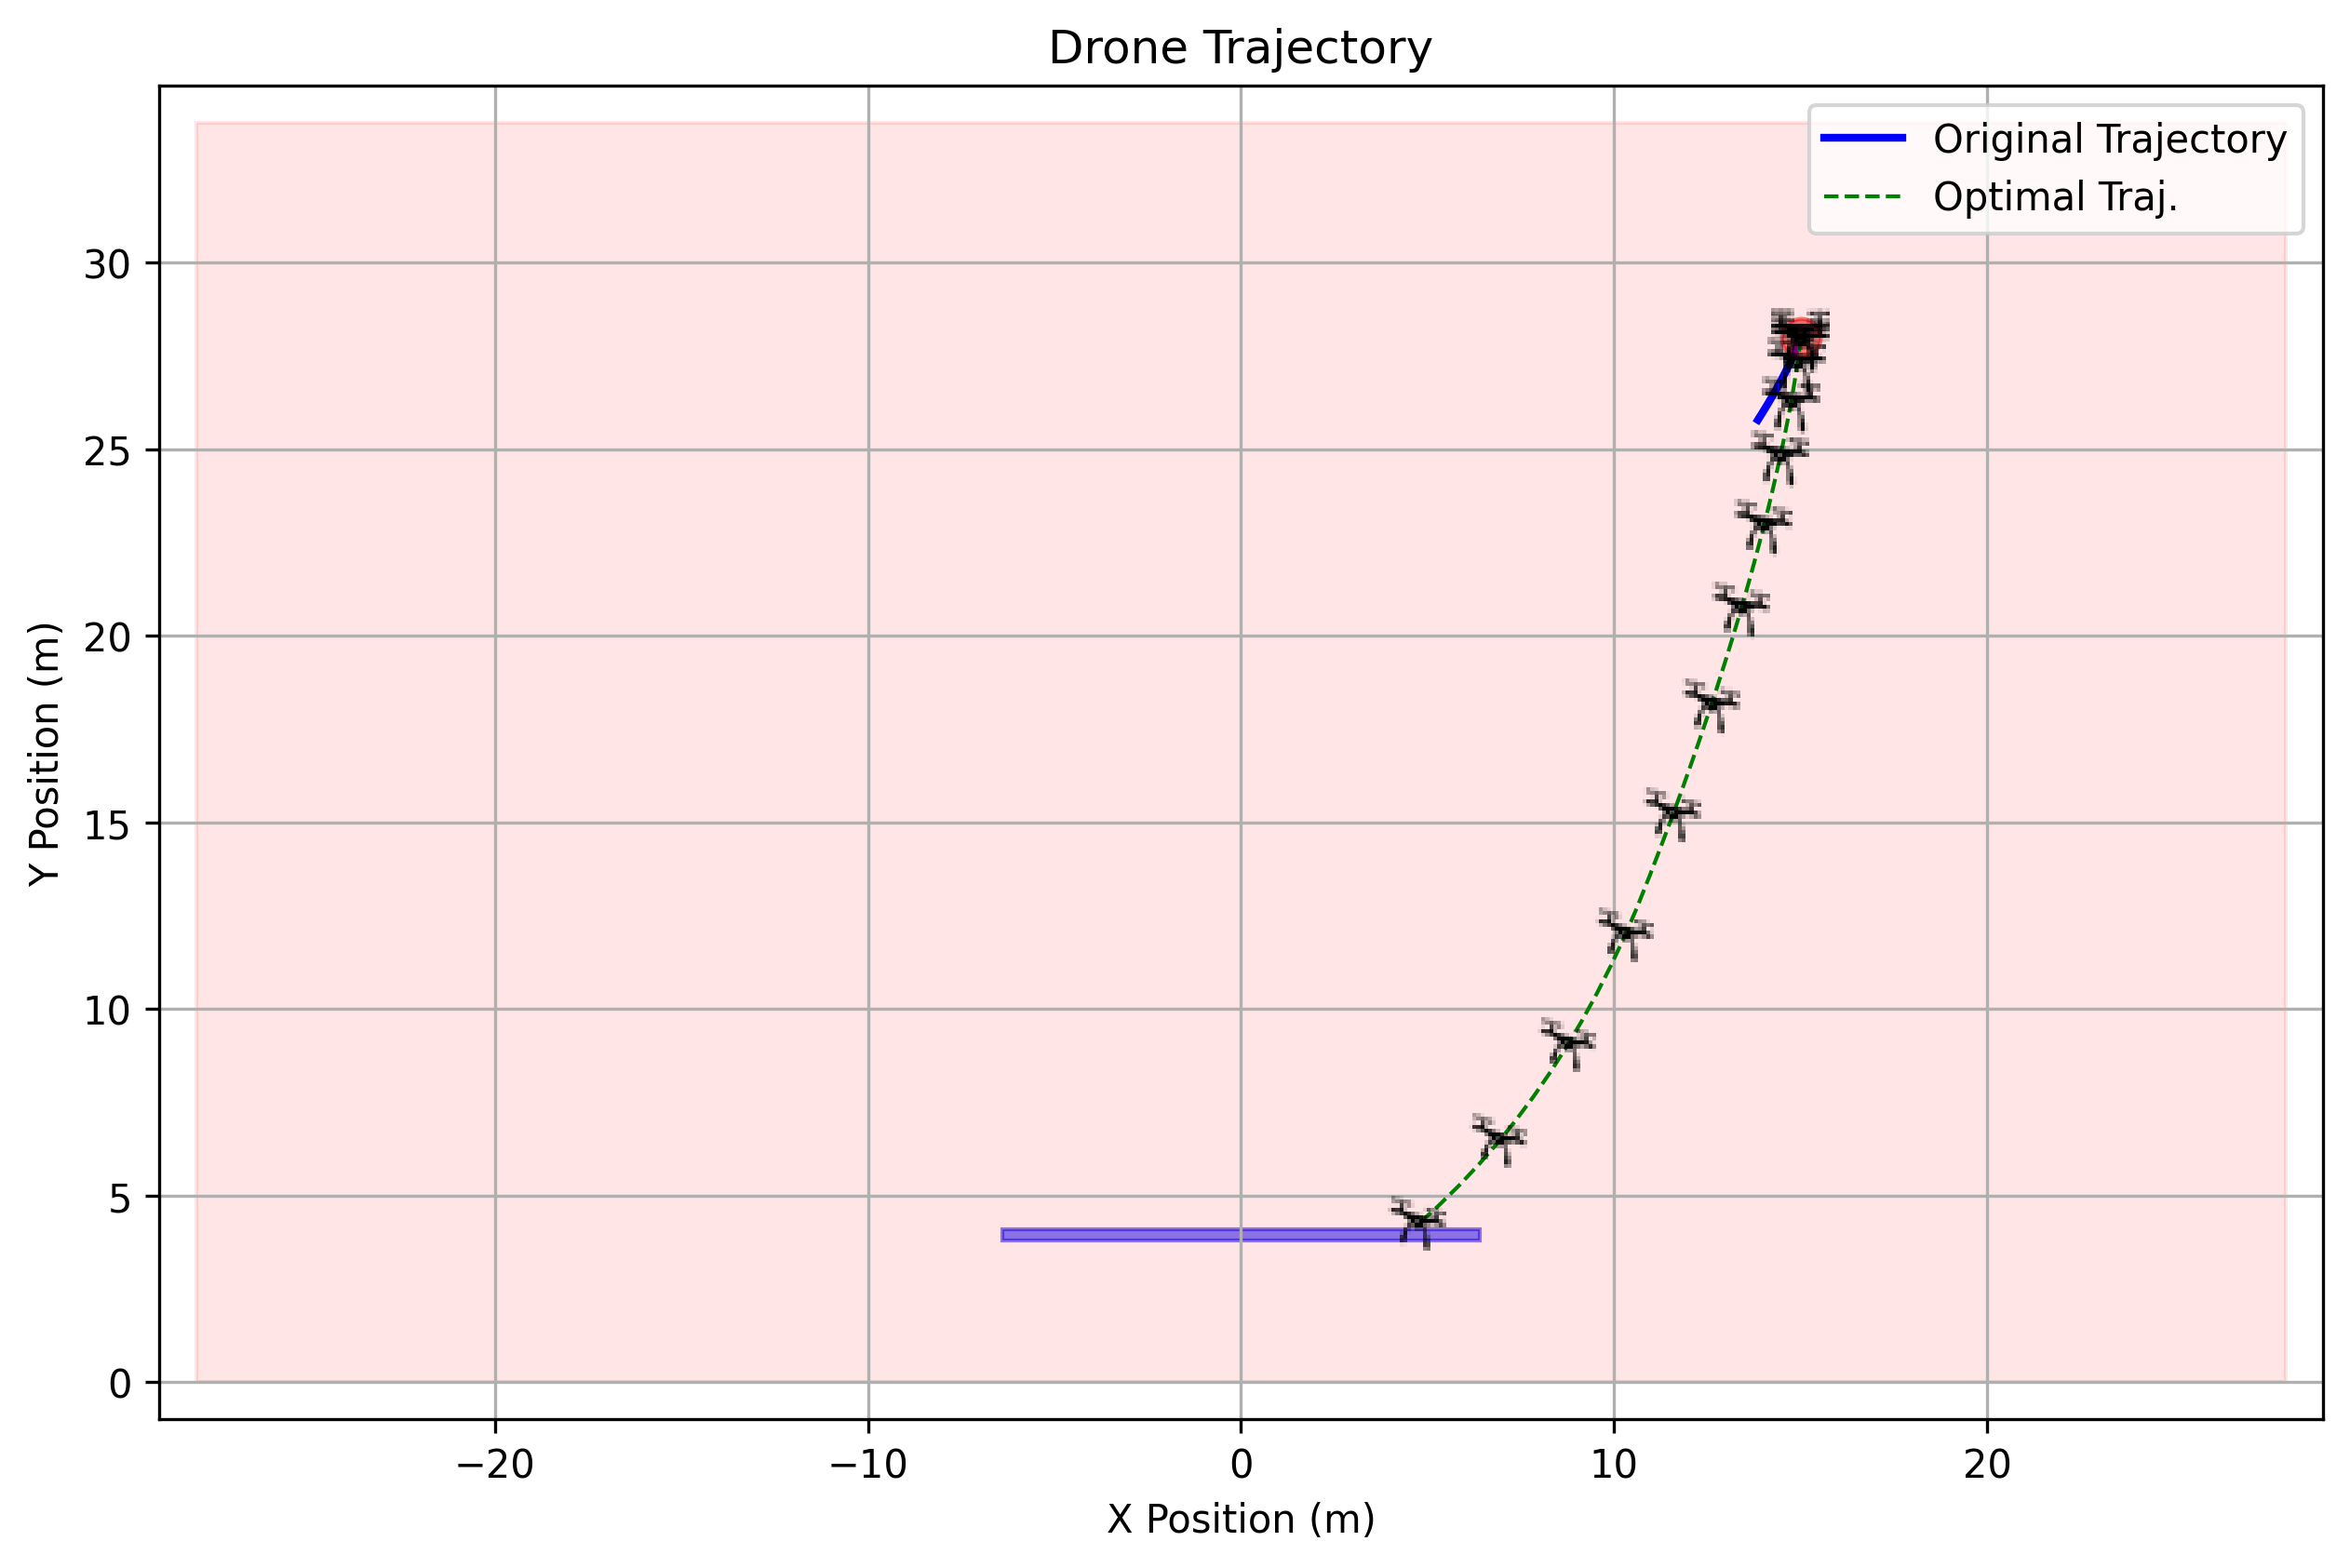 Drone Trajectory
Original Trajectory
Optimal Traj.
30
25
20
15
10
5
0
Y Position (m)
−20
−10
0
10
20
X Position (m)